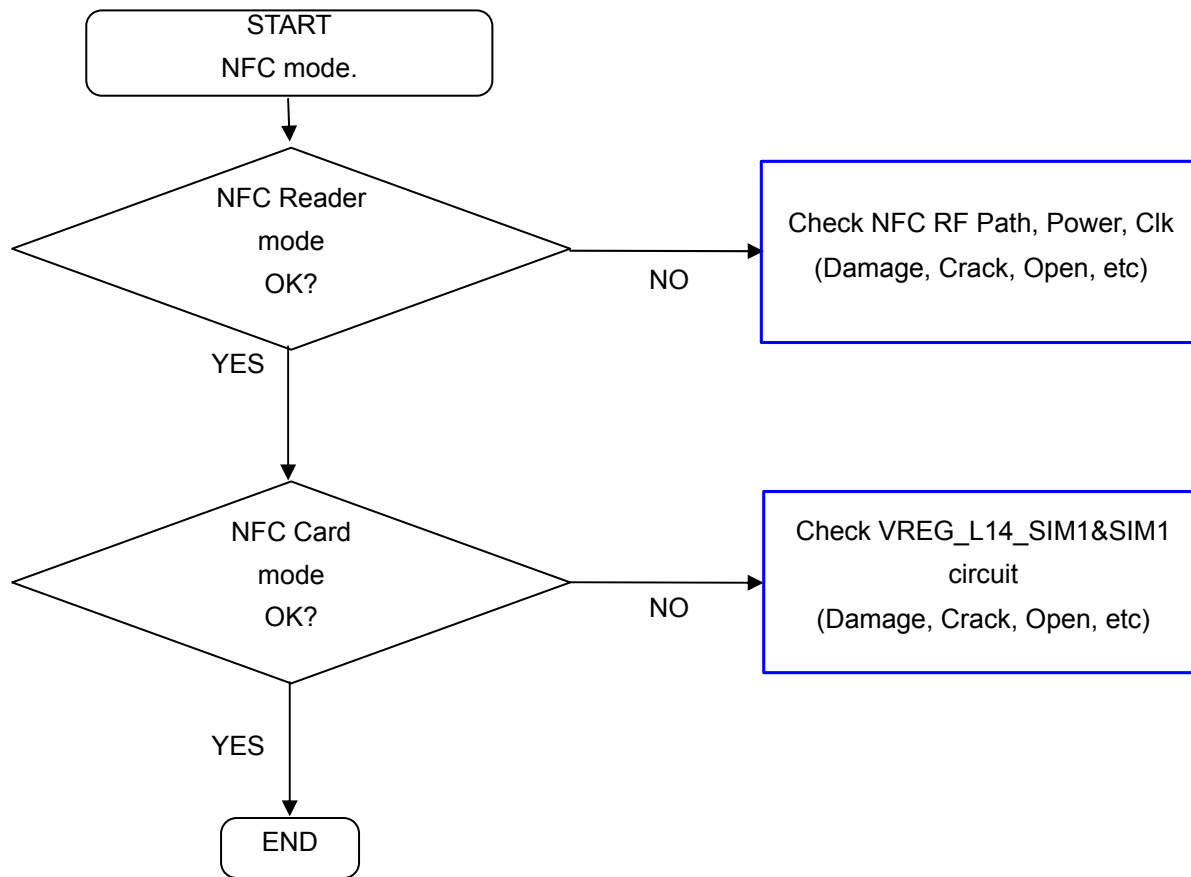 START
NFC mode.
NFC Reader
mode
OK?
NO
Check NFC RF Path, Power, Clk
(Damage, Crack, Open, etc)
YES
NFC Card
mode
OK?
NO
Check VREG_L14_SIM1&SIM1
circuit
(Damage, Crack, Open, etc)
YES
END